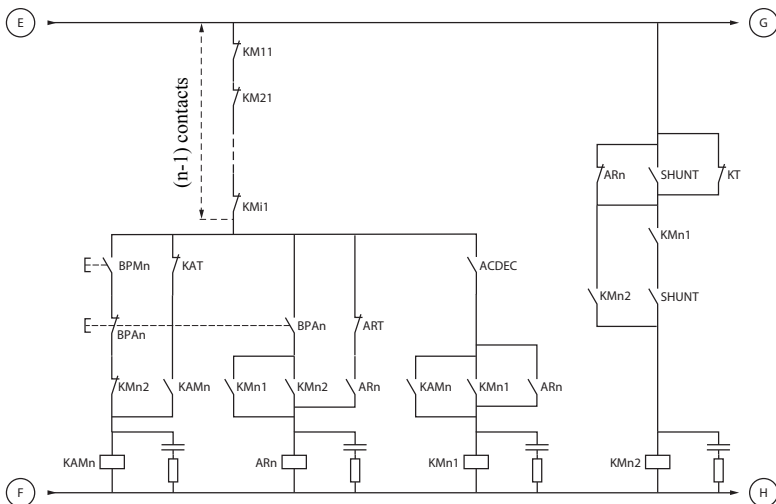 E
G
KM11
KM21
(n-1) contacts
KMi1
ARn
SHUNT
KT
KMn1
BPMn
KAT
ACDEC
KMn2
SHUNT
BPAn
BPAn
ART
KMn2
KAMn
KMn1
KMn2
ARn
KAMn
KMn1
ARn
KAMn
ARn
KMn1
KMn2
F
H